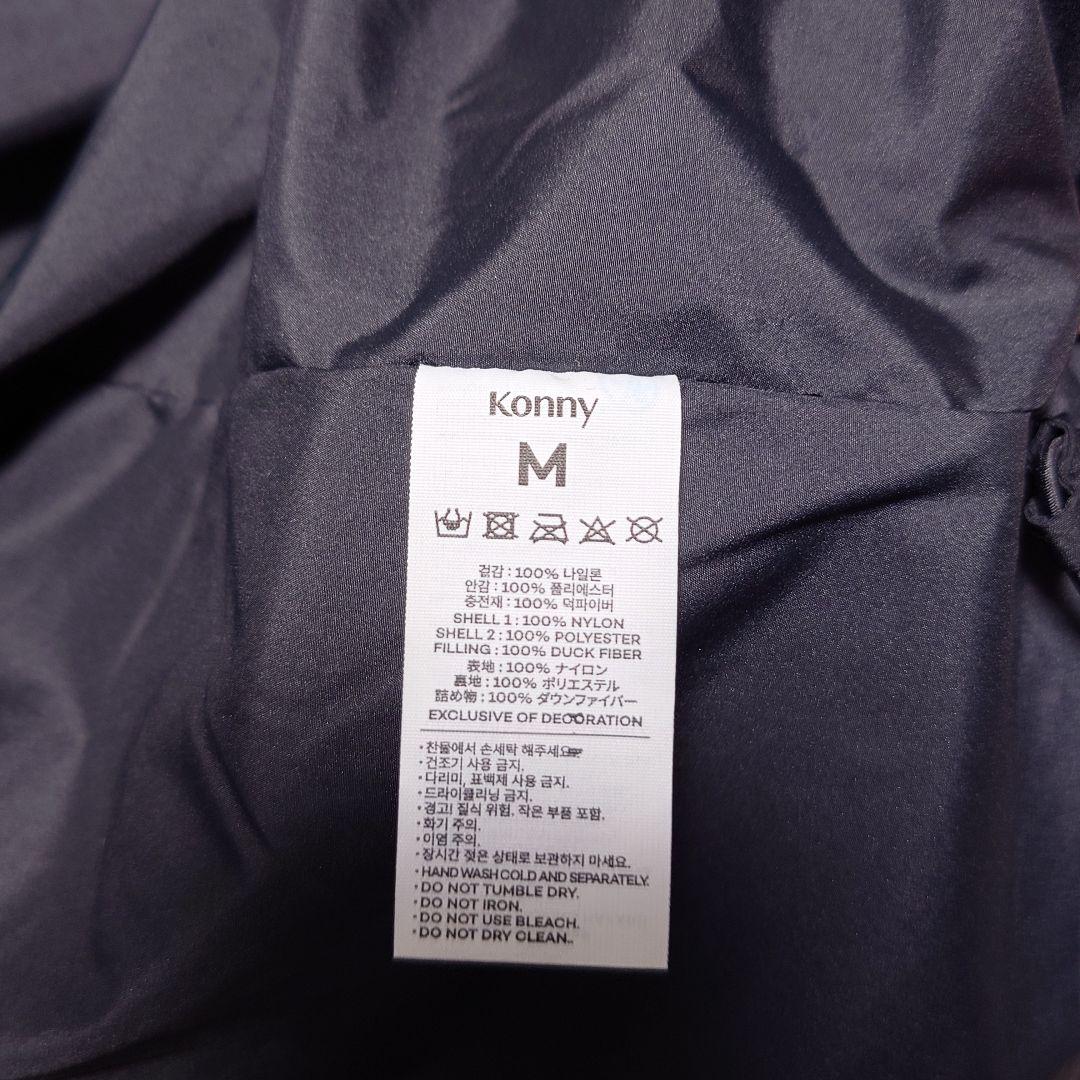 Konny
M
겉감 : 100% 나일론
안감 : 100% 폴리에스터
충전재 : 100% 덕파이버
SHELL 1 : 100% NYLON
SHELL 2 : 100% POLYESTER
FILLING : 100% DUCK FIBER
表地 : 100% ナイロン
裏地 : 100% ポリエステル
詰め物 : 100% ダウンファイバー
EXCLUSIVE OF DECORATION
• 찬물에서 손세탁 해주세요.
• 건조기 사용 금지.
• 다리미, 표백제 사용 금지.
• 드라이클리닝 금지.
• 경고! 질식 위험. 작은 부품 포함.
• 화기 주의.
• 이염 주의.
• 장시간 젖은 상태로 보관하지 마세요.
• HAND WASH COLD AND SEPARATELY.
• DO NOT TUMBLE DRY.
• DO NOT IRON.
• DO NOT USE BLEACH.
• DO NOT DRY CLEAN..